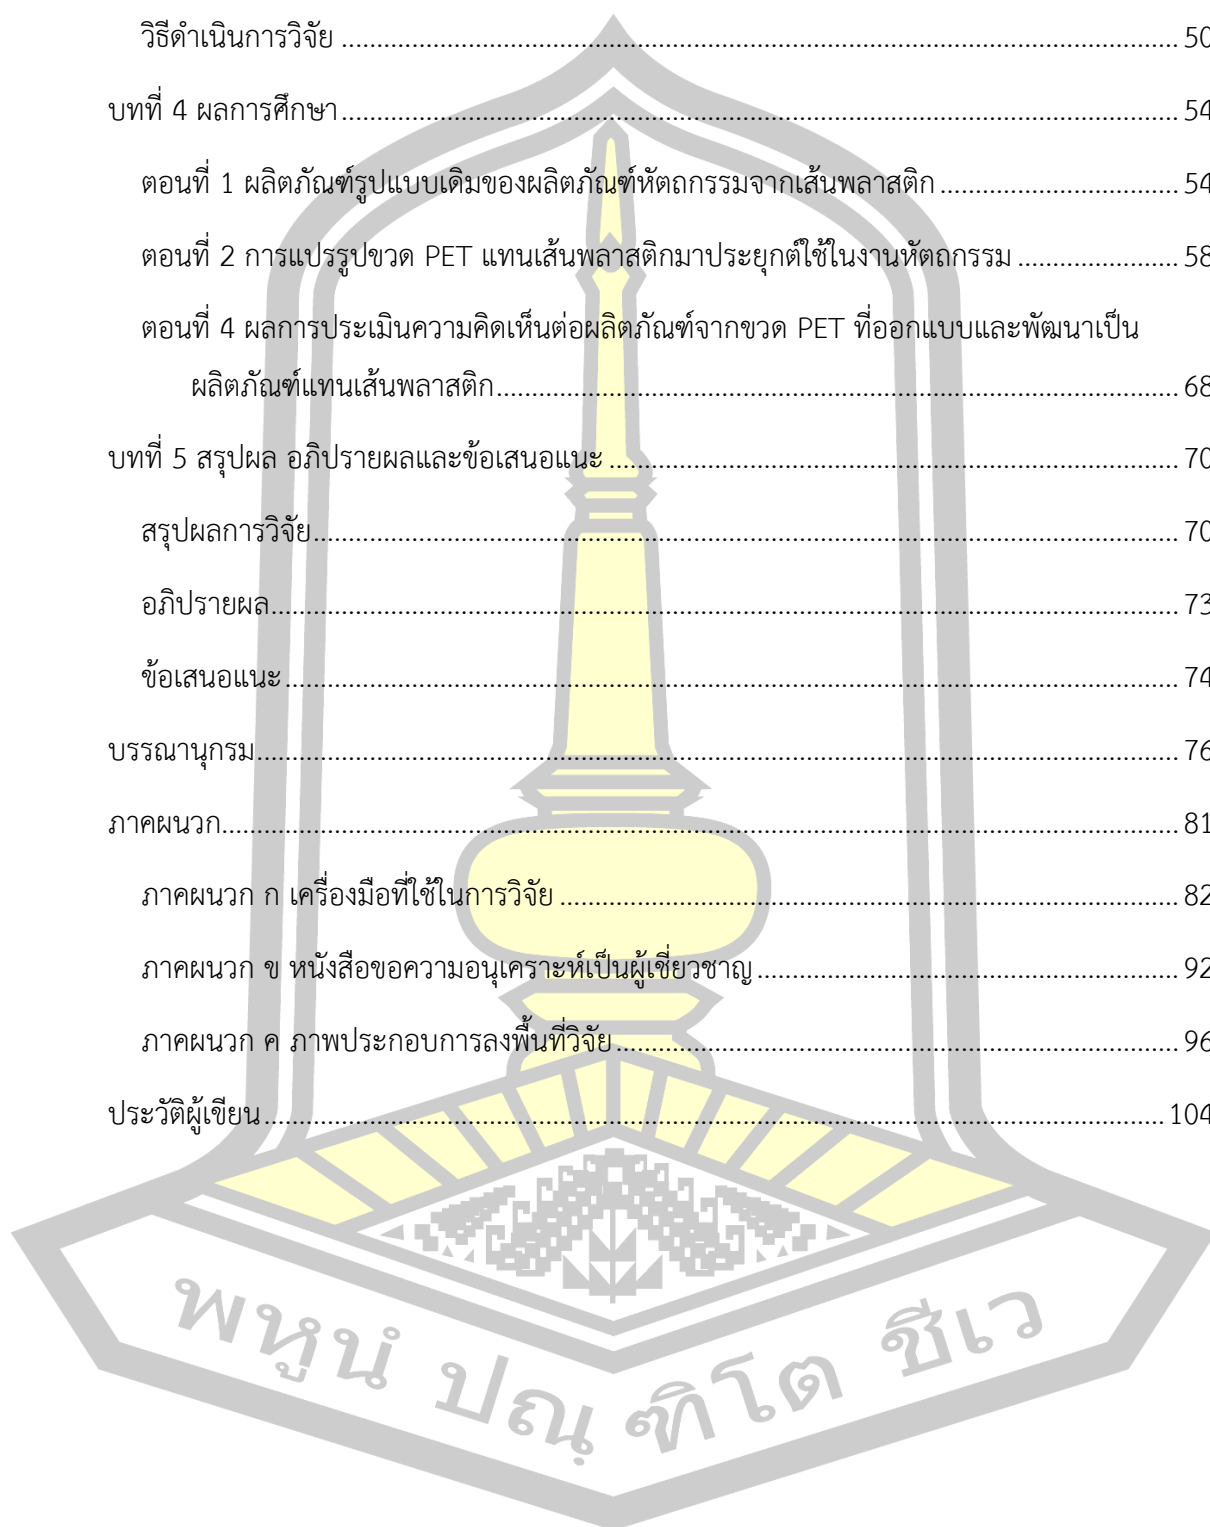 วิธีดำเนินการวิจัย ........ 50
บทที่ 4 ผลการศึกษา ........ 54
ตอนที่ 1 ผลิตภัณฑ์รูปแบบเดิมของผลิตภัณฑ์หัตถกรรมจากเส้นพลาสติก ........ 54
ตอนที่ 2 การแปรรูปขวด PET แทนเส้นพลาสติกมาประยุกต์ใช้ในงานหัตถกรรม ........ 58
ตอนที่ 4 ผลการประเมินความคิดเห็นต่อผลิตภัณฑ์จากขวด PET ที่ออกแบบและพัฒนาเป็น
ผลิตภัณฑ์แทนเส้นพลาสติก ........ 68
บทที่ 5 สรุปผล อภิปรายผลและข้อเสนอแนะ ........ 70
สรุปผลการวิจัย ........ 70
อภิปรายผล ........ 73
ข้อเสนอแนะ ........ 74
บรรณานุกรม ........ 76
ภาคผนวก ........ 81
ภาคผนวก ก เครื่องมือที่ใช้ในการวิจัย ........ 82
ภาคผนวก ข หนังสือขอความอนุเคราะห์เป็นผู้เชี่ยวชาญ ........ 92
ภาคผนวก ค ภาพประกอบการลงพื้นที่วิจัย ........ 96
ประวัติผู้เขียน ........ 104
พหูนํ ปณฺฑิโต ชีเว